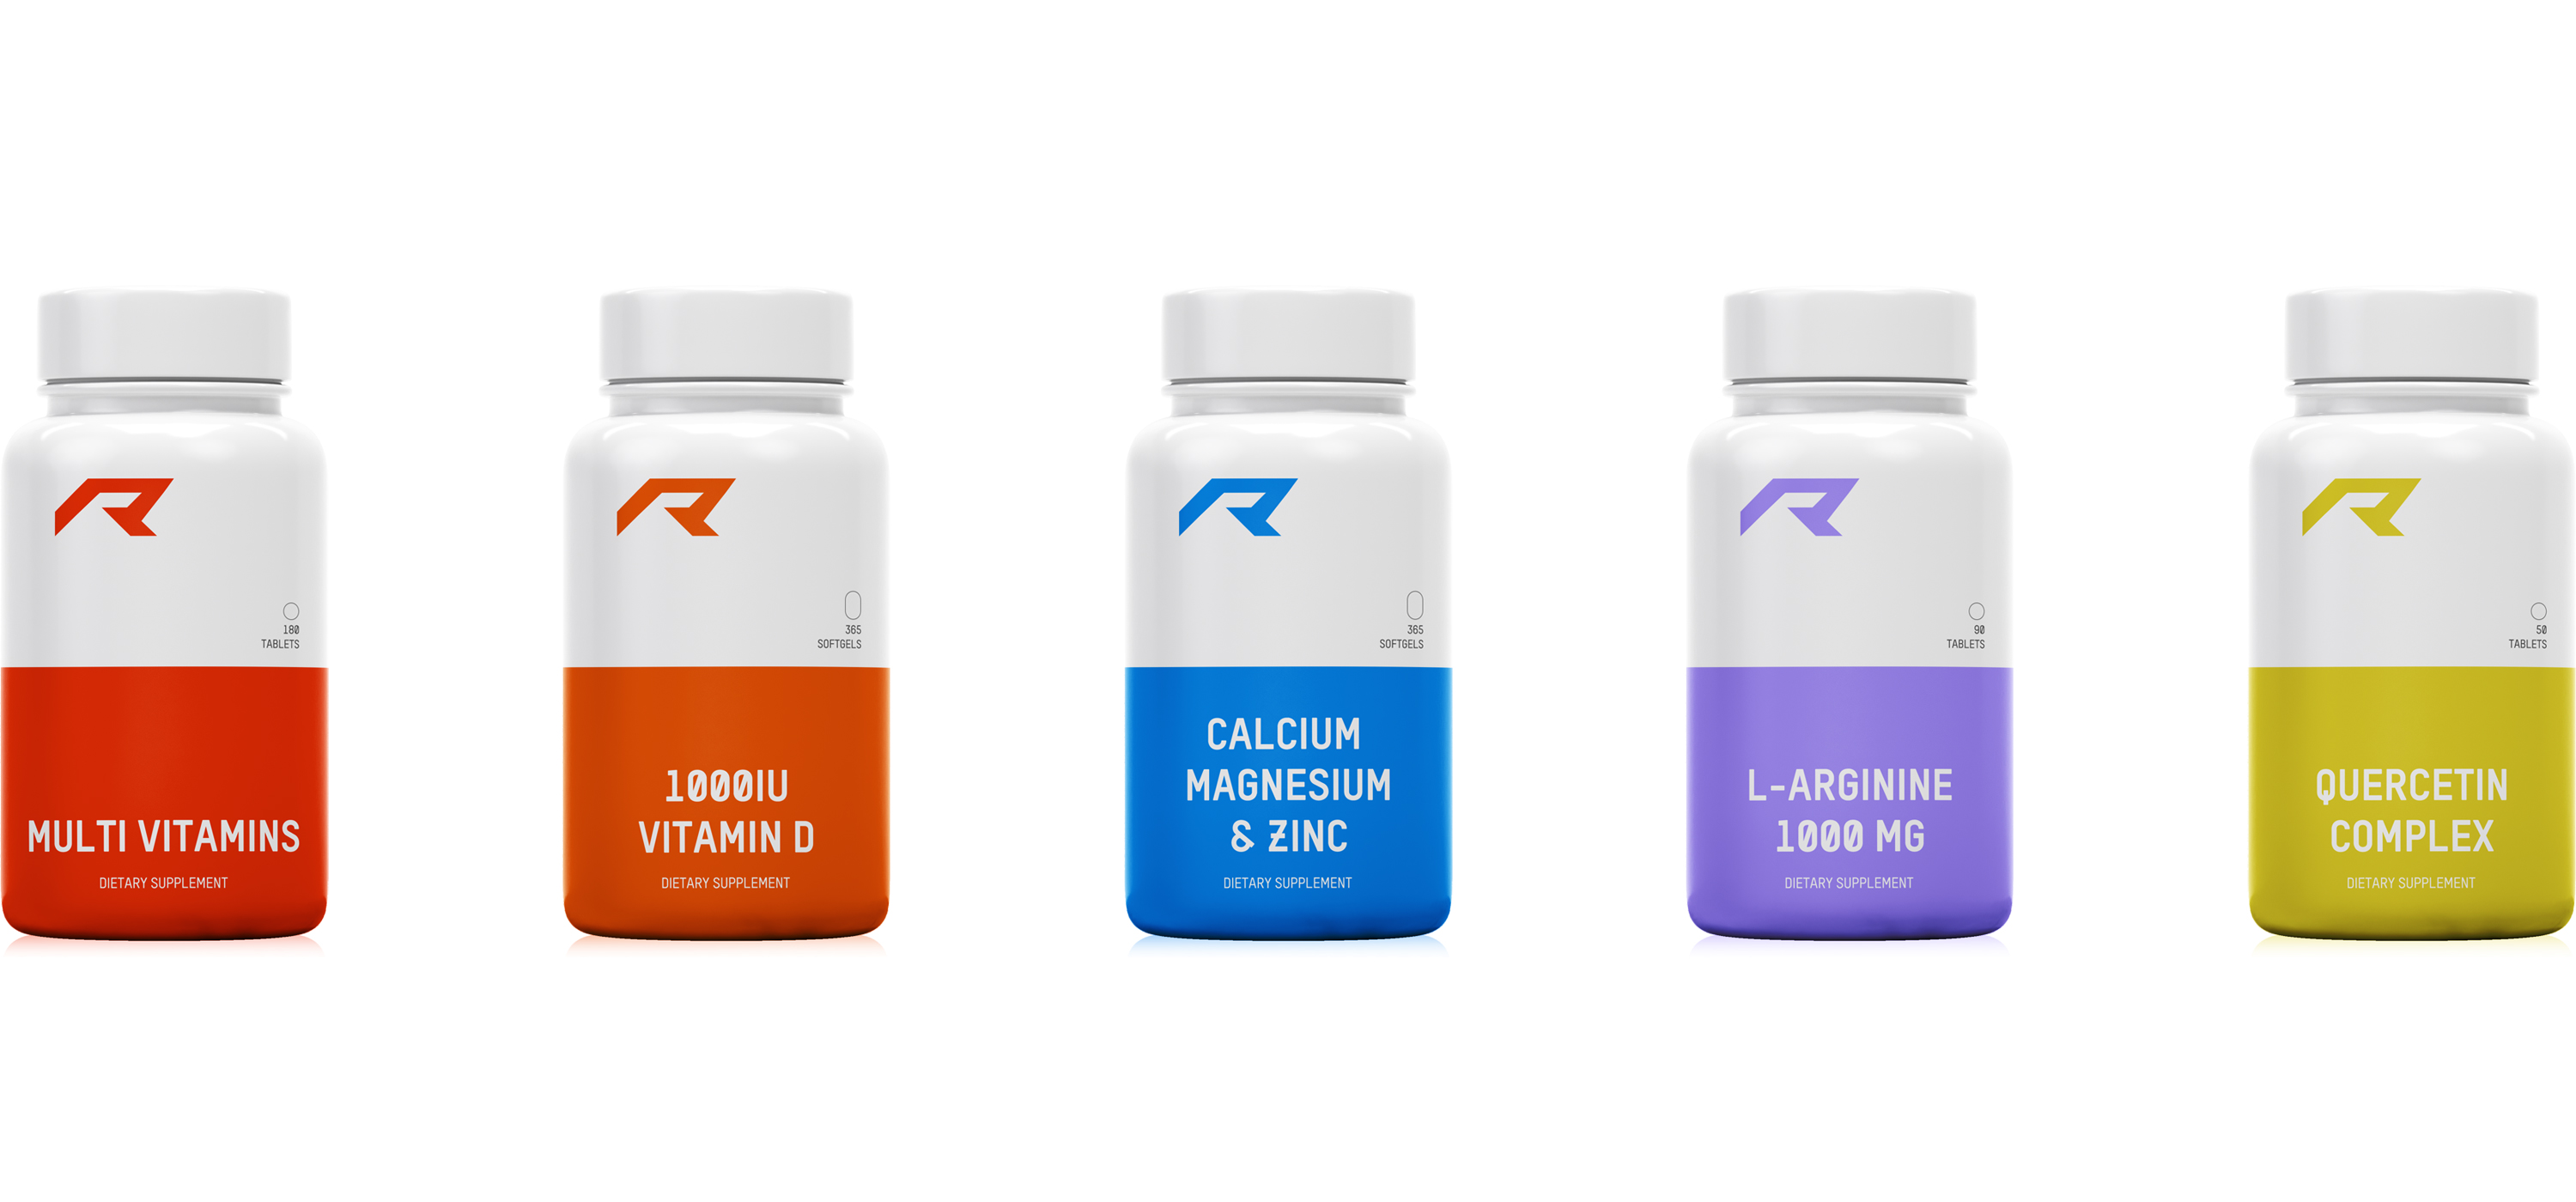 180
TABLETS
MULTI VITAMINS
DIETARY SUPPLEMENT
365
SOFTGELS
1000IU
VITAMIN D
DIETARY SUPPLEMENT
365
SOFTGELS
CALCIUM
MAGNESIUM
& ZINC
DIETARY SUPPLEMENT
90
TABLETS
L-ARGININE
1000 MG
DIETARY SUPPLEMENT
50
TABLETS
QUERCETIN
COMPLEX
DIETARY SUPPLEMENT